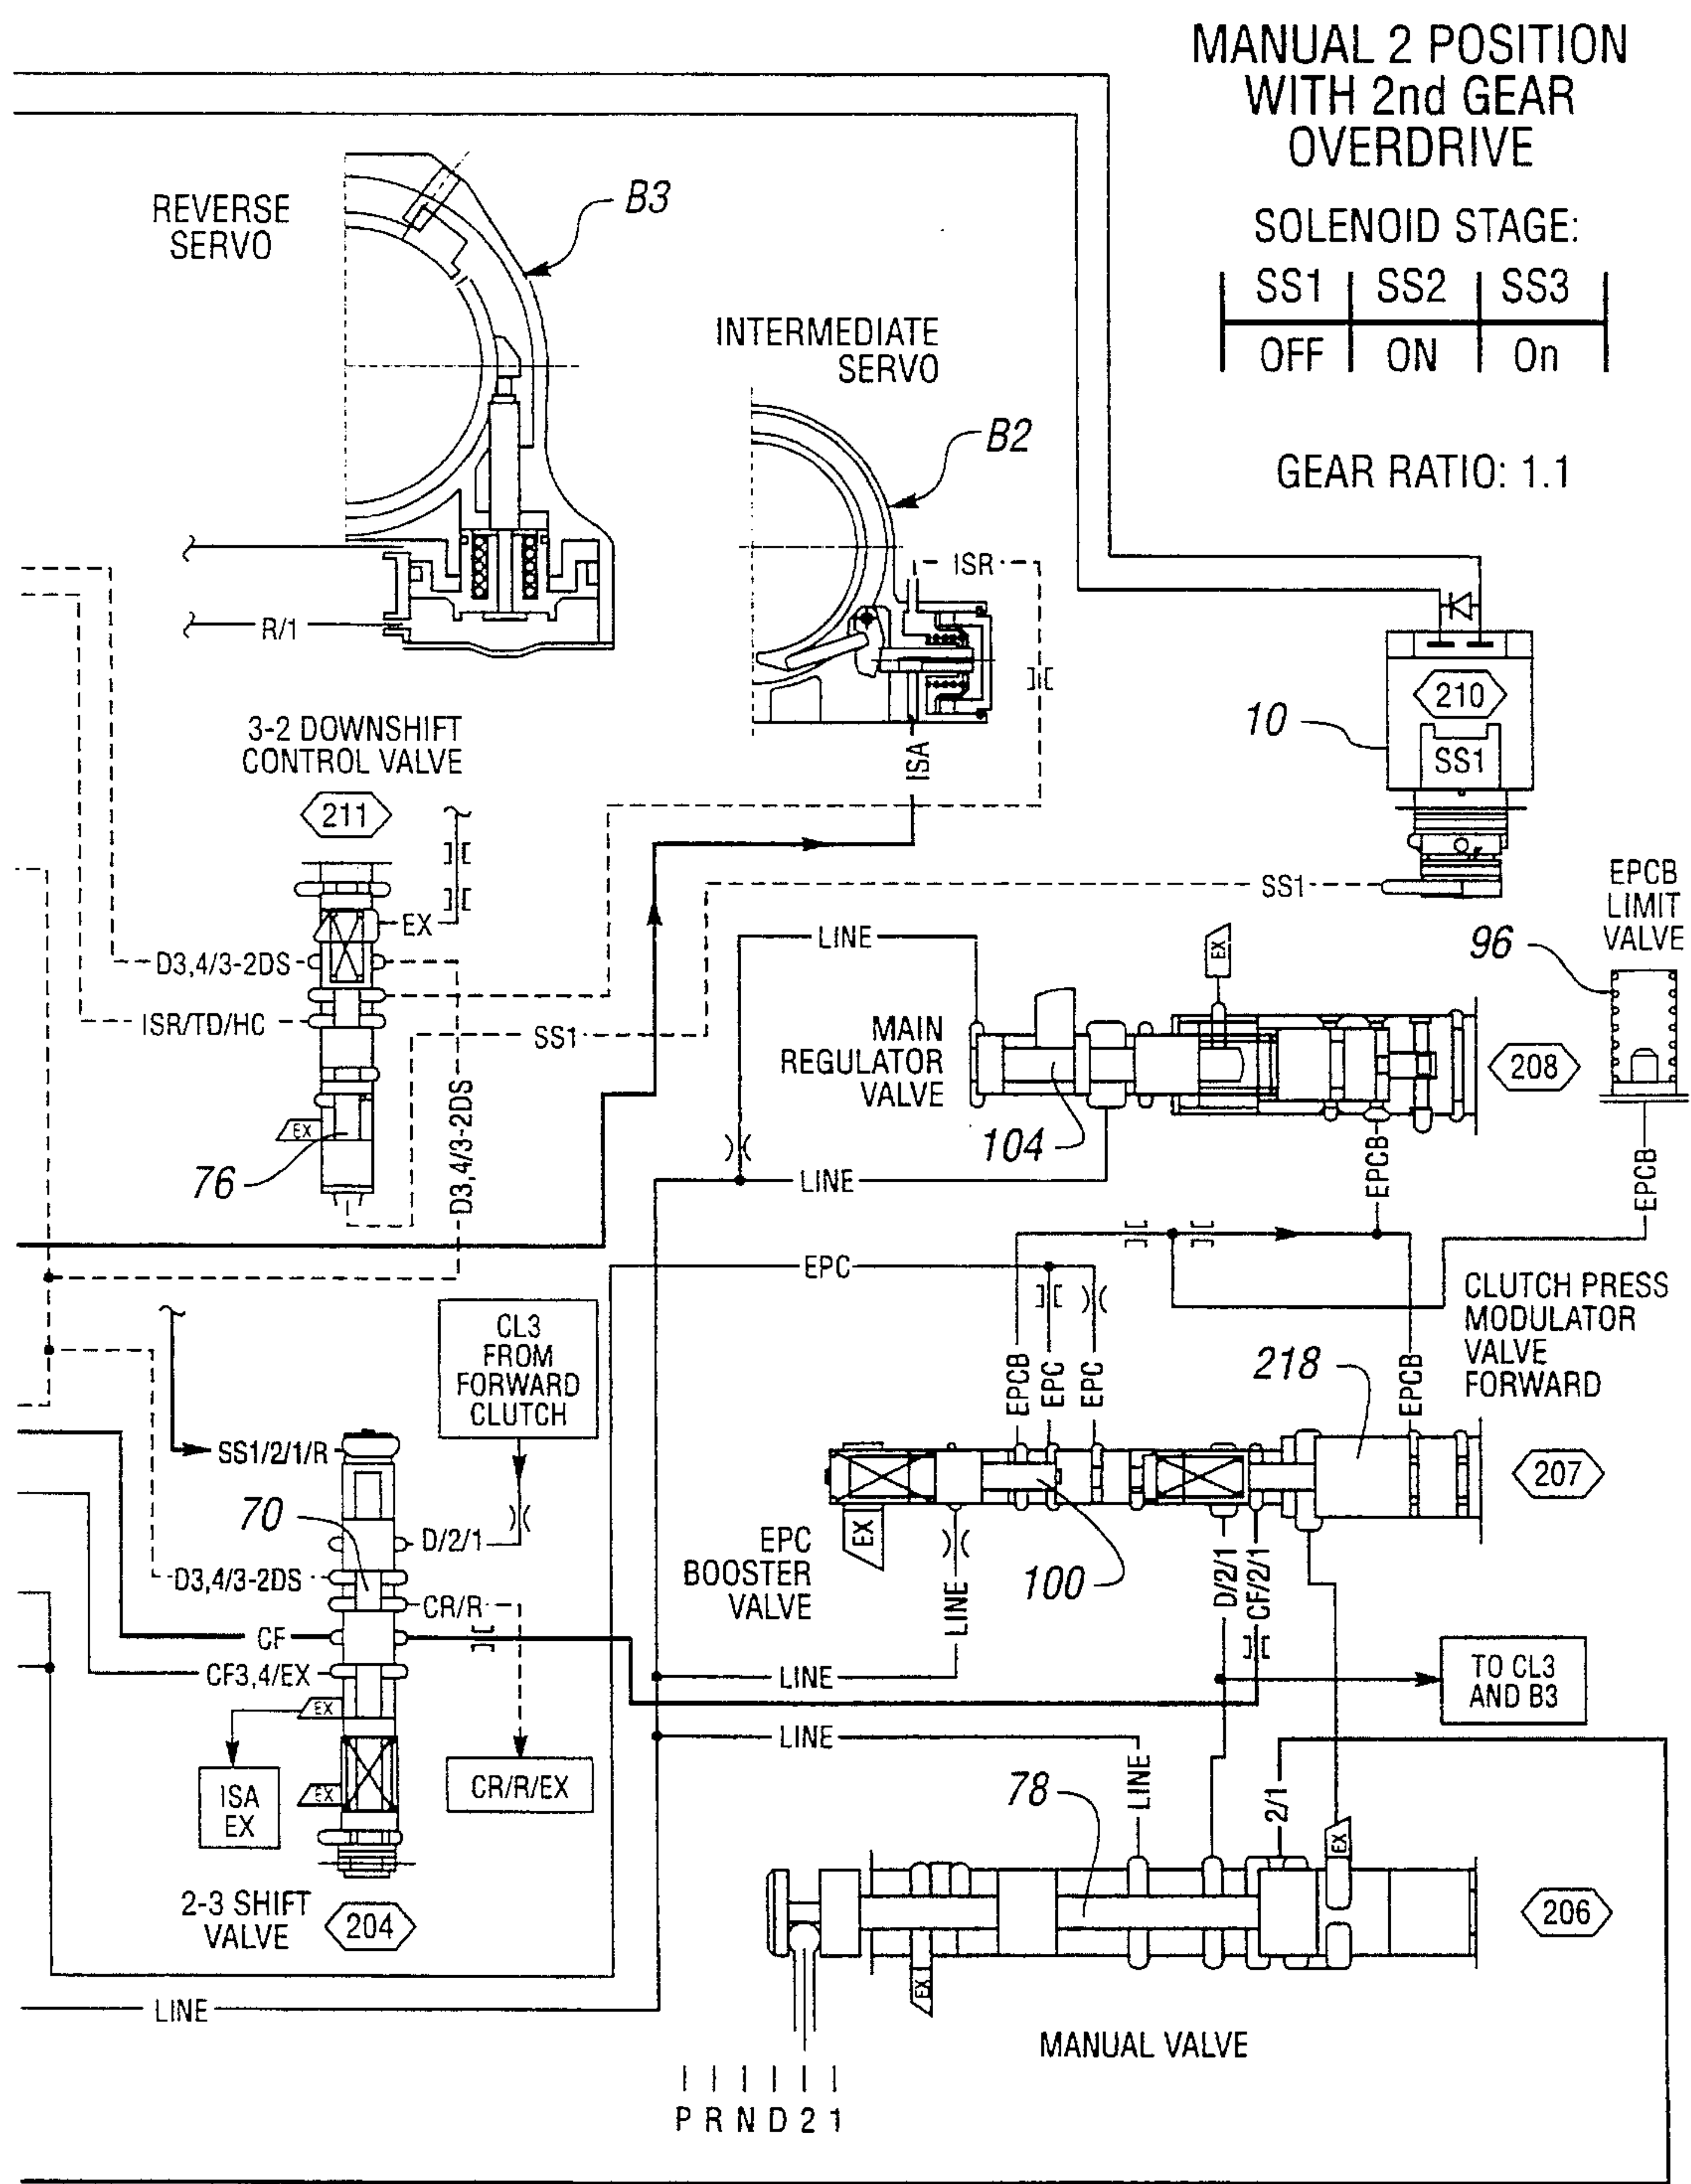 MANUAL 2 POSITION
WITH 2nd GEAR
OVERDRIVE
SOLENOID STAGE:
SS1 SS2 SS3
OFF ON On
GEAR RATIO: 1.1
REVERSE
SERVO
B3
R/1
INTERMEDIATE
SERVO
B2
ISR
ISA
10
210
SS1
SS1
3-2 DOWNSHIFT
CONTROL VALVE
211
EX
D3,4/3-2DS
ISR/TD/HC
SS1
EX
76
D3,4/3-2DS
EPCB
LIMIT
VALVE
96
EPCB
LINE
EX
MAIN
REGULATOR
VALVE
208
104
LINE
EPCB
EPC
CLUTCH PRESS
MODULATOR
VALVE
FORWARD
218
EPCB
EPC
EPC
EPCB
207
CL3
FROM
FORWARD
CLUTCH
SS1/2/1/R
70
D/2/1
D3,4/3-2DS
CR/R
CF
CF3,4/EX
EX
EX
ISA
EX
CR/R/EX
2-3 SHIFT
VALVE
204
LINE
EX
EPC
BOOSTER
VALVE
LINE
100
D/2/1
CF/2/1
LINE
TO CL3
AND B3
LINE
78
LINE
2/1
EX
206
EX
MANUAL VALVE
P R N D 2 1